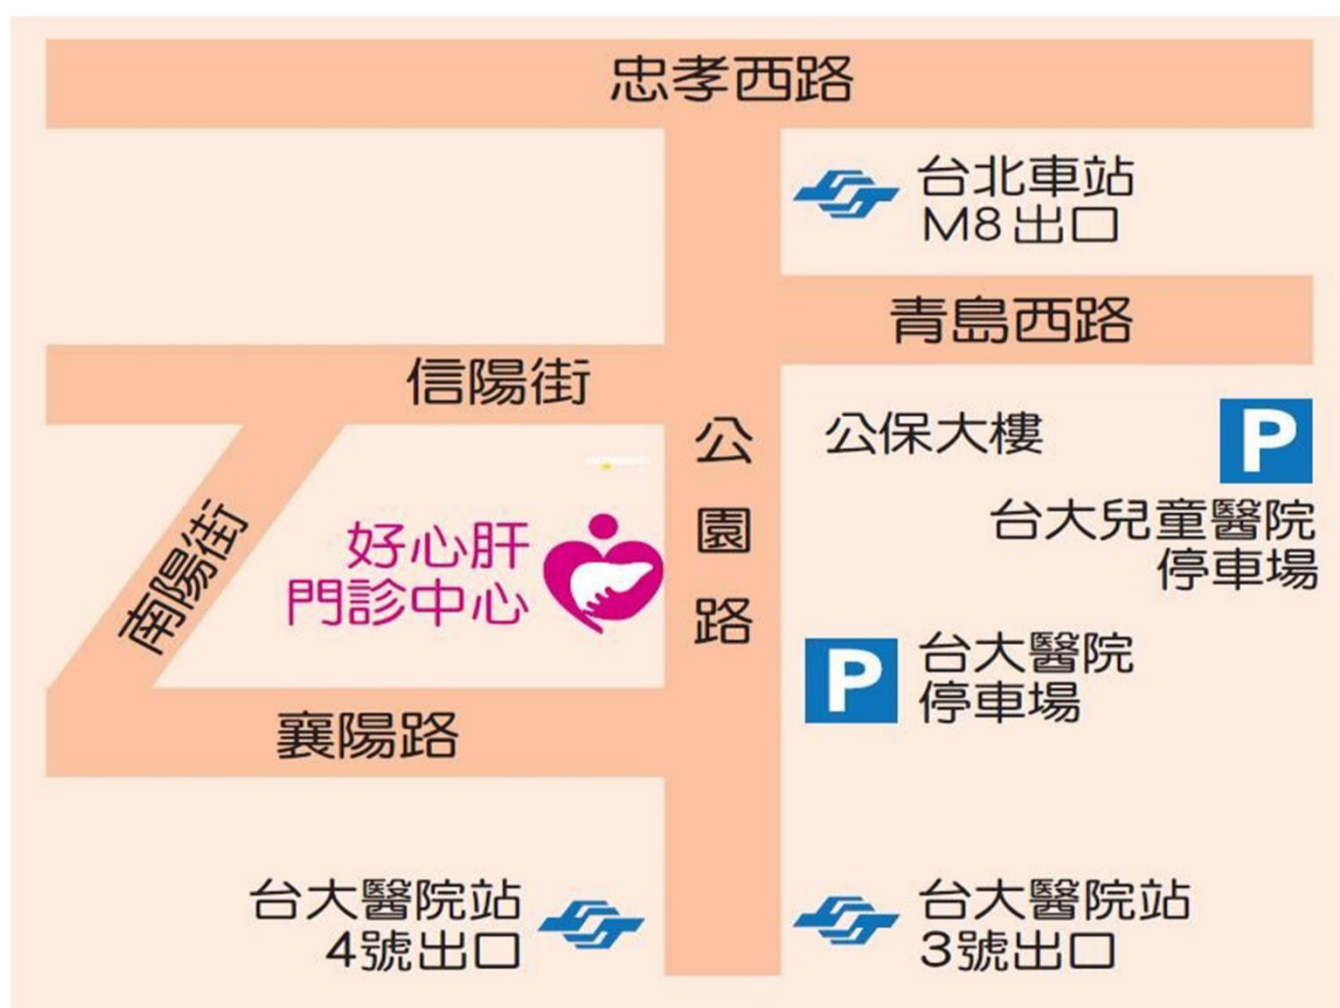 忠孝西路
台北車站
M8出口
青島西路
信陽街
公園路
公保大樓
P
台大兒童醫院
停車場
南陽街
好心肝
門診中心
P
台大醫院
停車場
襄陽路
台大醫院站
4號出口
台大醫院站
3號出口